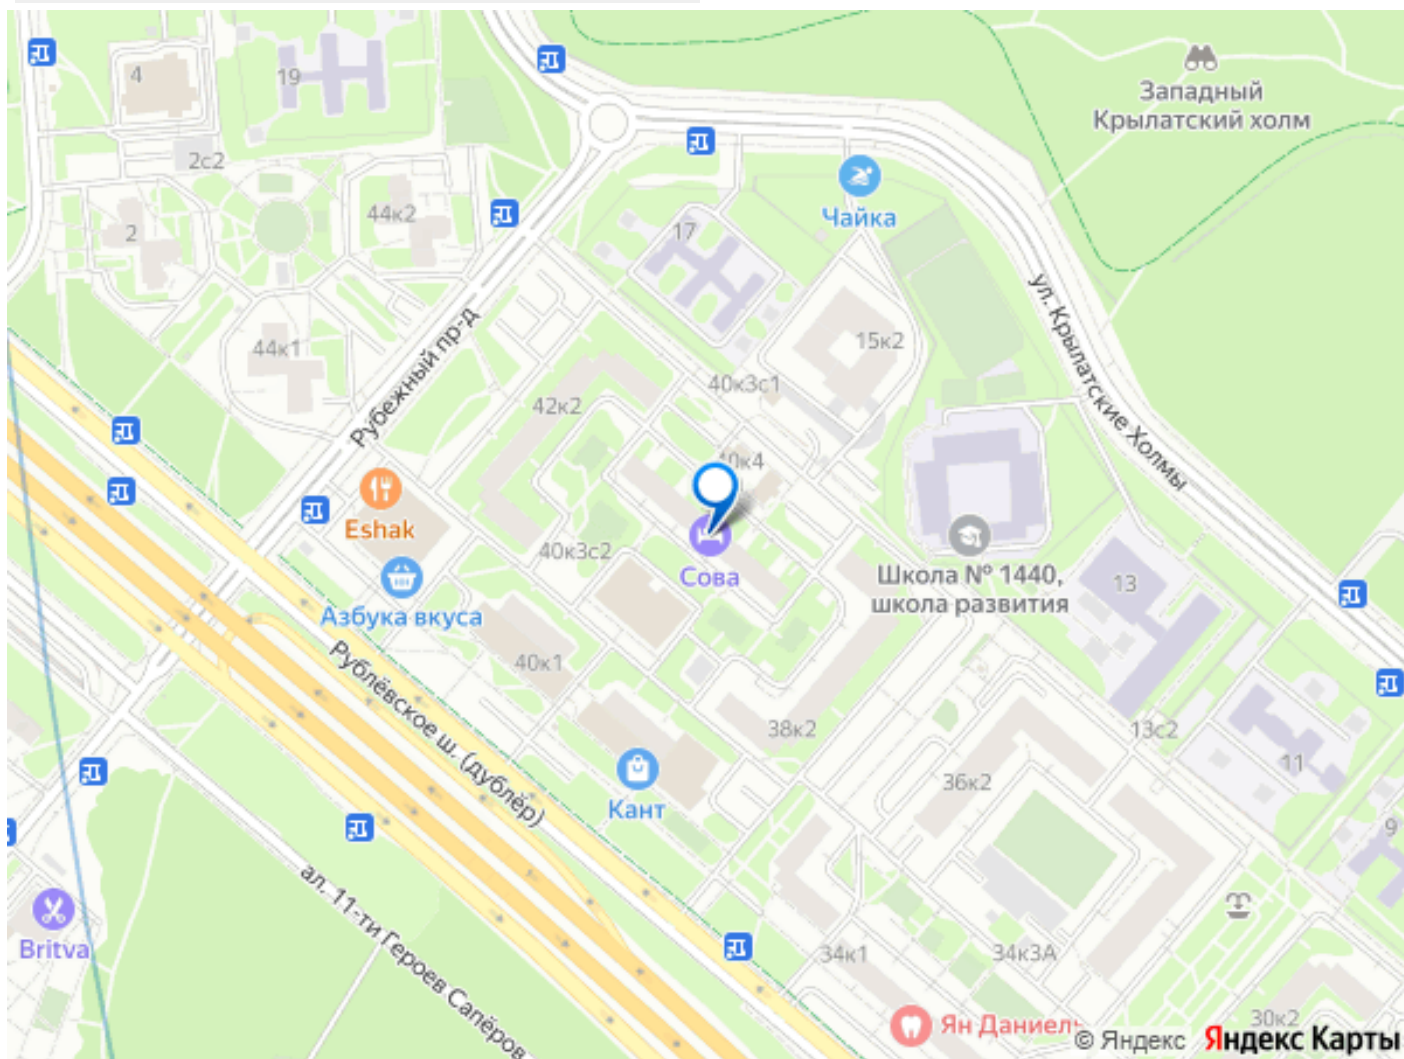 4
19
Западный
Крылатский холм
2с2
44к2
2
17
Чайка
ул. Крылатские Холмы
Рубежный пр-д
44к1
15к2
40к3с1
42к2
40к4
Eshak
40к3с2
Сова
Школа № 1440,
школа развития
13
Азбука вкуса
40к1
Рублёвское ш. (дублёр)
38к2
13с2
11
36к2
Кант
9
ал. 11-ти Героев Сапёров
Britva
34к1
34к3А
30к2
Ян Даниель
© Яндекс Яндекс Карты